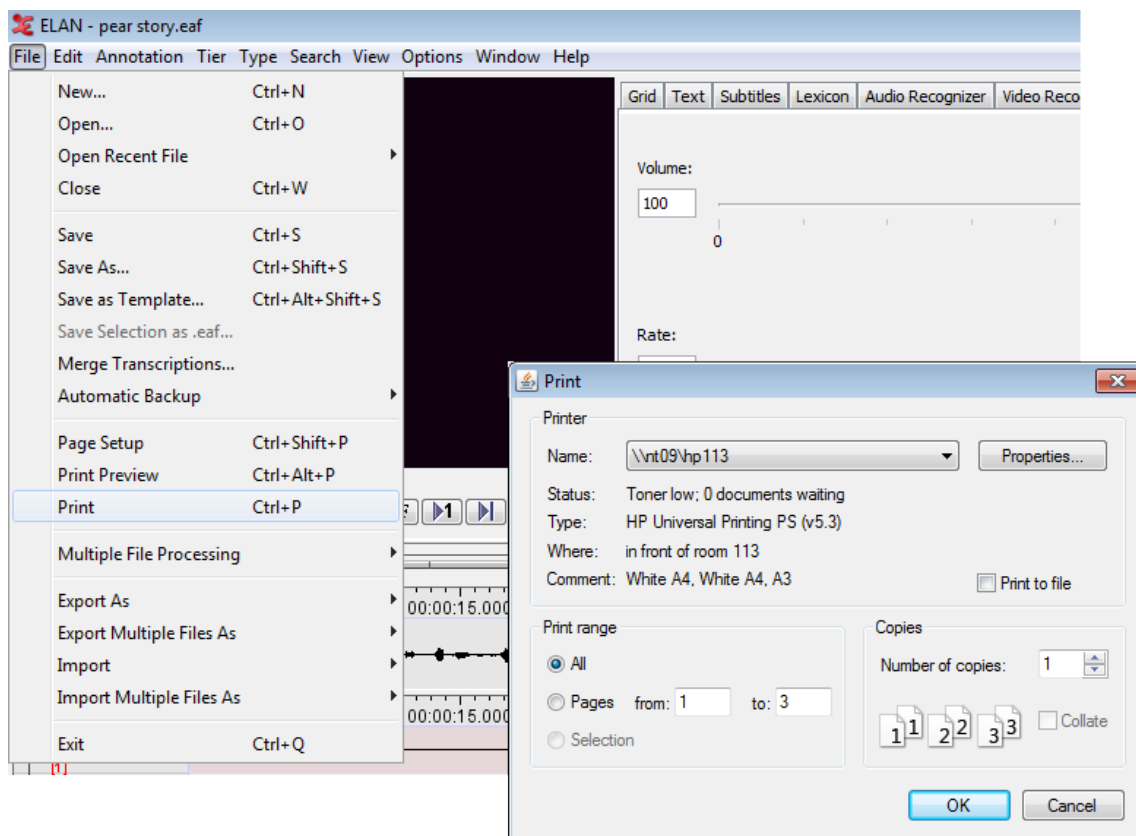 ELAN - pear story.eaf
File Edit Annotation Tier Type Search View Options Window Help
New... Ctrl+N
Open... Ctrl+O
Open Recent File
Close Ctrl+W
Save Ctrl+S
Save As... Ctrl+Shift+S
Save as Template... Ctrl+Alt+Shift+S
Save Selection as .eaf...
Merge Transcriptions...
Automatic Backup
Page Setup Ctrl+Shift+P
Print Preview Ctrl+Alt+P
Print Ctrl+P
Multiple File Processing
Export As
Export Multiple Files As
Import
Import Multiple Files As
Exit Ctrl+Q
Grid Text Subtitles Lexicon Audio Recognizer Video Reco
Volume:
100
0
Rate:
1
00:00:15.000
00:00:15.000
[1]
Print
Printer
Name: \\nt09\hp113 Properties...
Status: Toner low; 0 documents waiting
Type: HP Universal Printing PS (v5.3)
Where: in front of room 113
Comment: White A4, White A4, A3
Print to file
Print range
All
Pages from: 1 to: 3
Selection
Copies
Number of copies: 1
1 1 2 2 3 3 Collate
OK Cancel